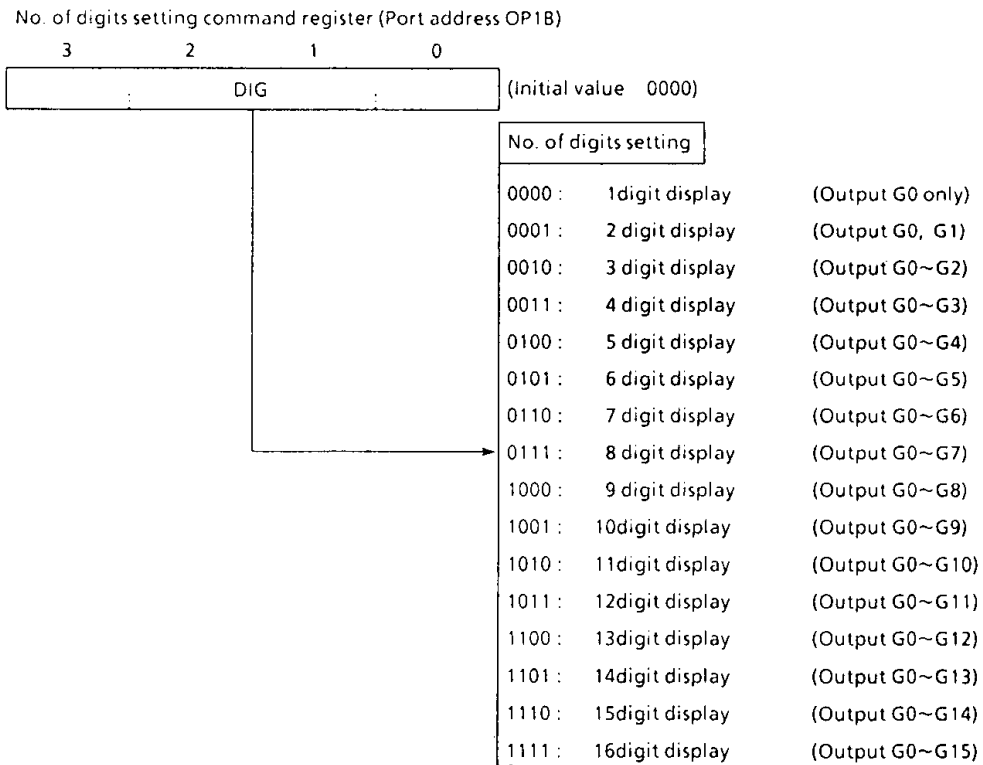 No. of digits setting command register (Port address OP1B)
3 2 1 0
DIG (Initial value 0000)
No. of digits setting
0000 : 1digit display (Output G0 only)
0001 : 2 digit display (Output G0, G1)
0010 : 3 digit display (Output G0~G2)
0011 : 4 digit display (Output G0~G3)
0100 : 5 digit display (Output G0~G4)
0101 : 6 digit display (Output G0~G5)
0110 : 7 digit display (Output G0~G6)
0111 : 8 digit display (Output G0~G7)
1000 : 9 digit display (Output G0~G8)
1001 : 10digit display (Output G0~G9)
1010 : 11digit display (Output G0~G10)
1011 : 12digit display (Output G0~G11)
1100 : 13digit display (Output G0~G12)
1101 : 14digit display (Output G0~G13)
1110 : 15digit display (Output G0~G14)
1111 : 16digit display (Output G0~G15)